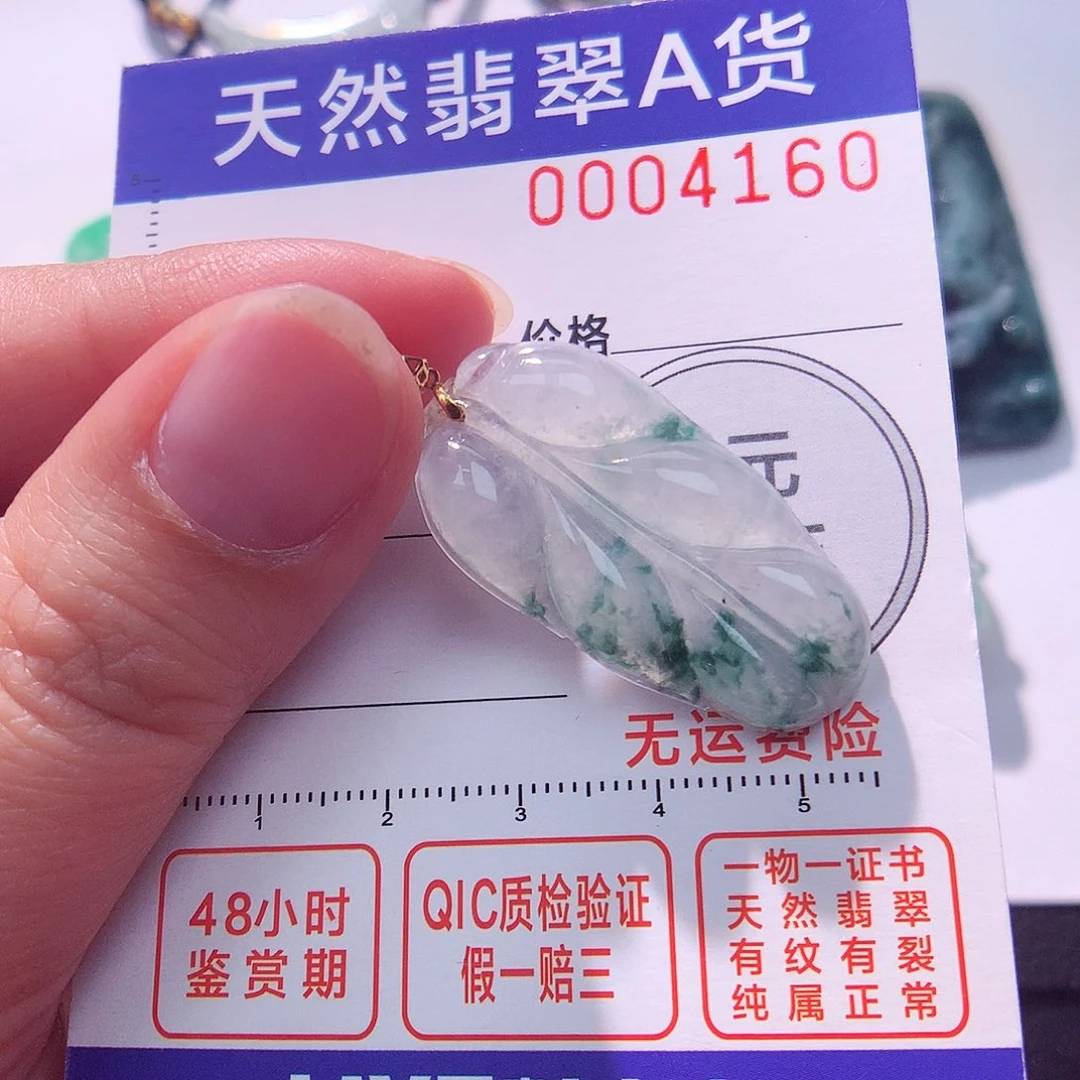 天然翡翠A货
0004160
5
价格
元
无运费险
1 2 3 4 5
48小时
鉴赏期
QIC质检验证
假一赔三
一物一证书
天然翡翠
有纹有裂
纯属正常